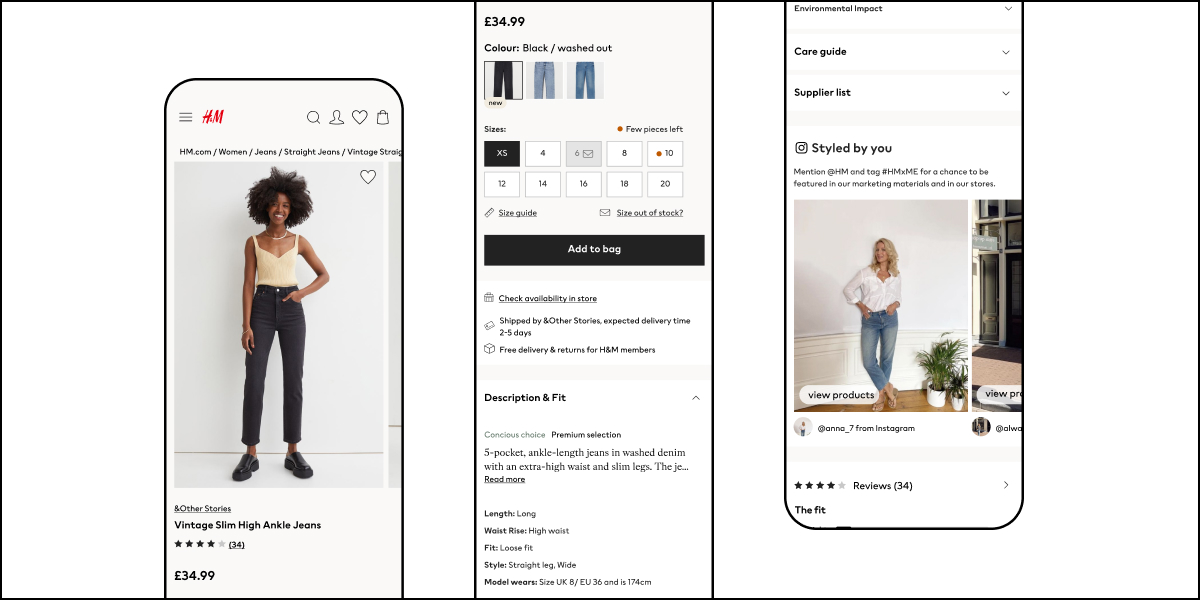 H&M
HM.com / Women / Jeans / Straight Jeans / Vintage Straig
&Other Stories
Vintage Slim High Ankle Jeans
(34)
£34.99
£34.99
Colour: Black / washed out
new
Sizes:
Few pieces left
XS
4
6
8
10
12
14
16
18
20
Size guide
Size out of stock?
Add to bag
Check availability in store
Shipped by &Other Stories, expected delivery time
2-5 days
Free delivery & returns for H&M members
Description & Fit
Concious choice
Premium selection
5-pocket, ankle-length jeans in washed denim
with an extra-high waist and slim legs. The je...
Read more
Length: Long
Waist Rise: High waist
Fit: Loose fit
Style: Straight leg, Wide
Model wears: Size UK 8/ EU 36 and is 174cm
Environmental Impact
Care guide
Supplier list
Styled by you
Mention @HM and tag #HMxME for a chance to be
featured in our marketing materials and in our stores.
view products
view pro
@anna_7 from Instagram
@alwa
Reviews (34)
The fit